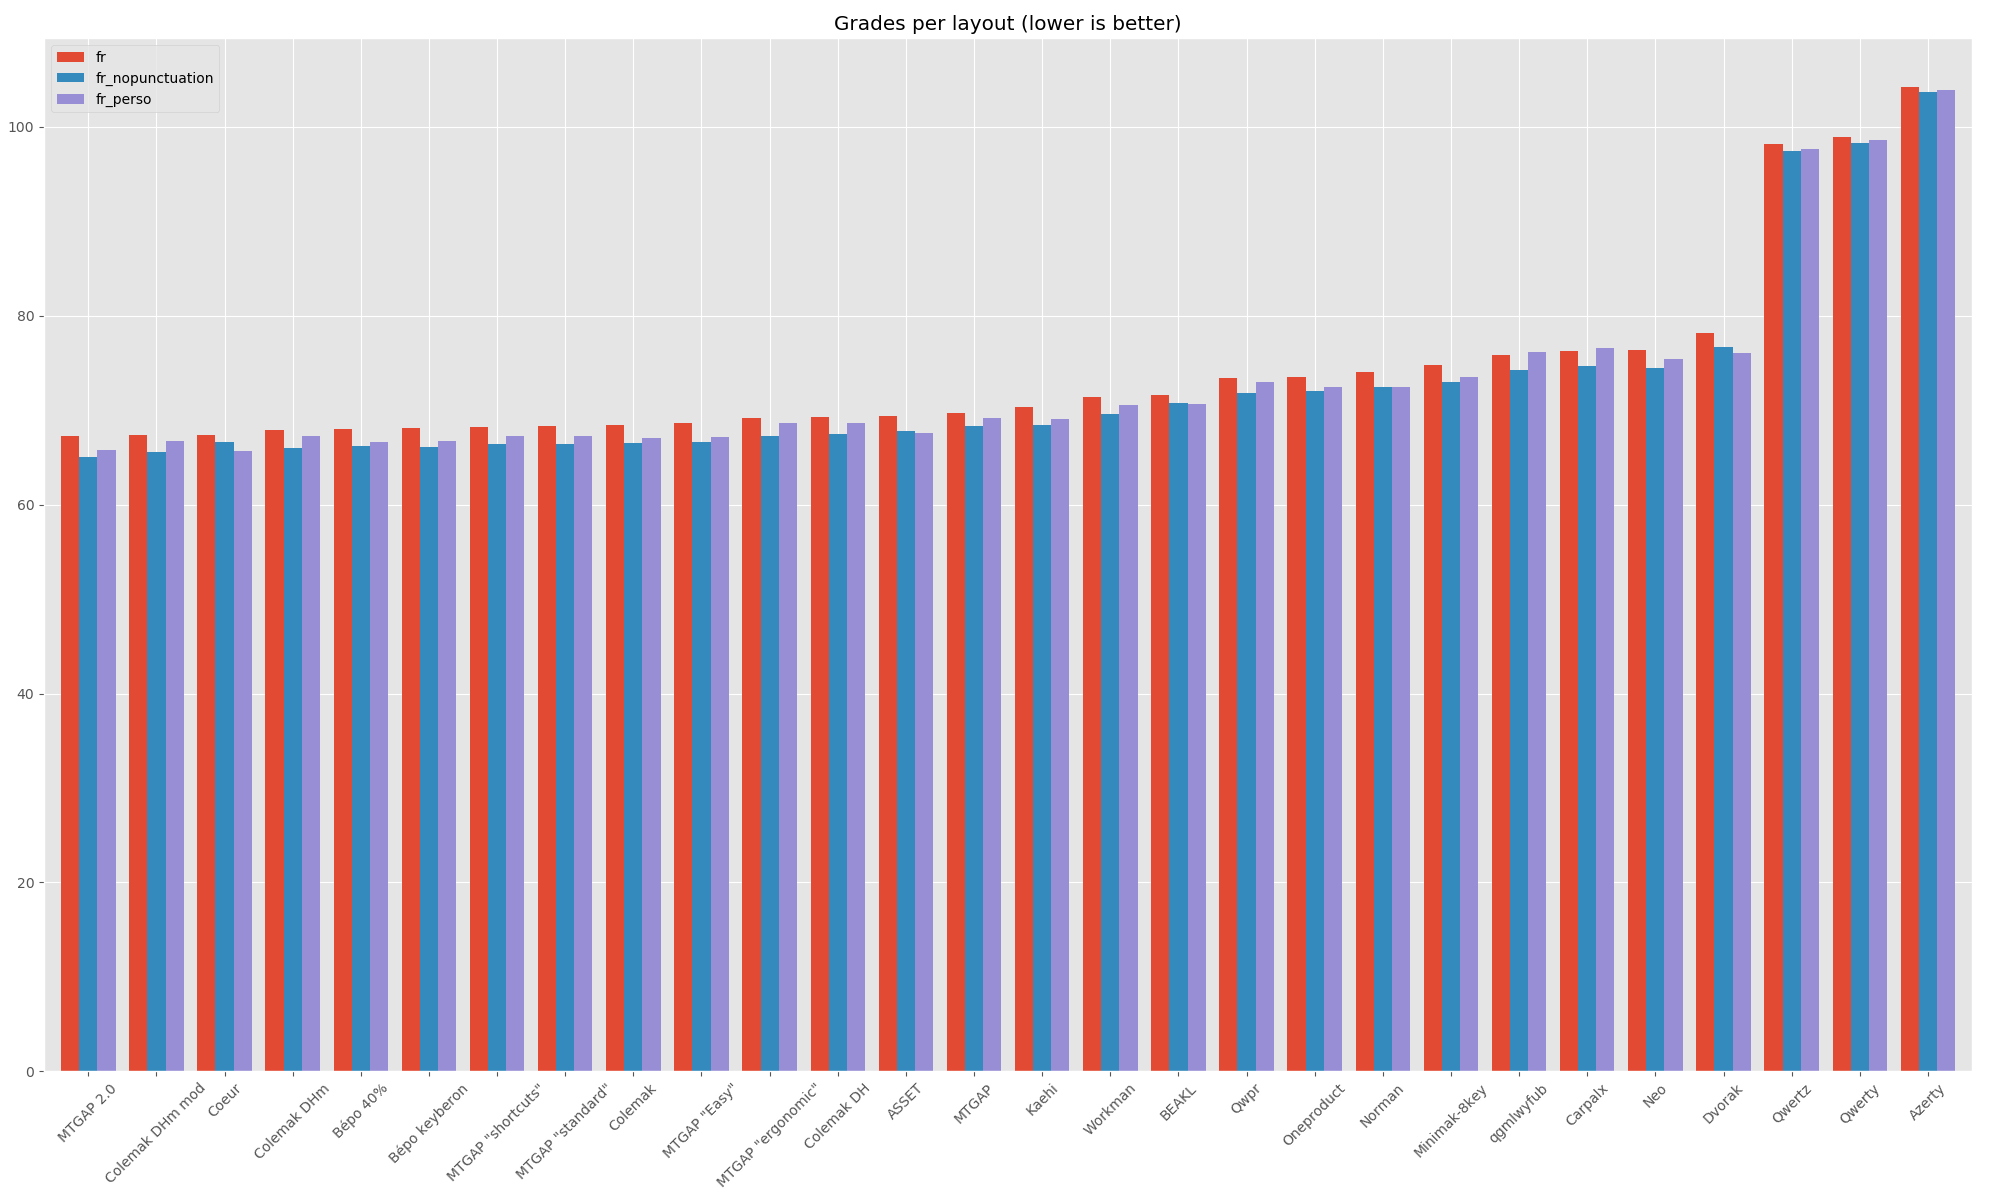 Grades per layout (lower is better)
fr
fr_nopunctuation
fr_perso
100
80
60
40
20
0
MTGAP 2.0
Colemak DHm mod
Coeur
Colemak DHm
Bépo 40%
Bépo keyberon
MTGAP "shortcuts"
MTGAP "standard"
Colemak
MTGAP "Easy"
MTGAP "ergonomic"
Colemak DH
ASSET
MTGAP
Kaehi
Workman
BEAKL
Qwpr
Oneproduct
Norman
Minimak-8key
qgmlwyfub
Carpalx
Neo
Dvorak
Qwertz
Qwerty
Azerty